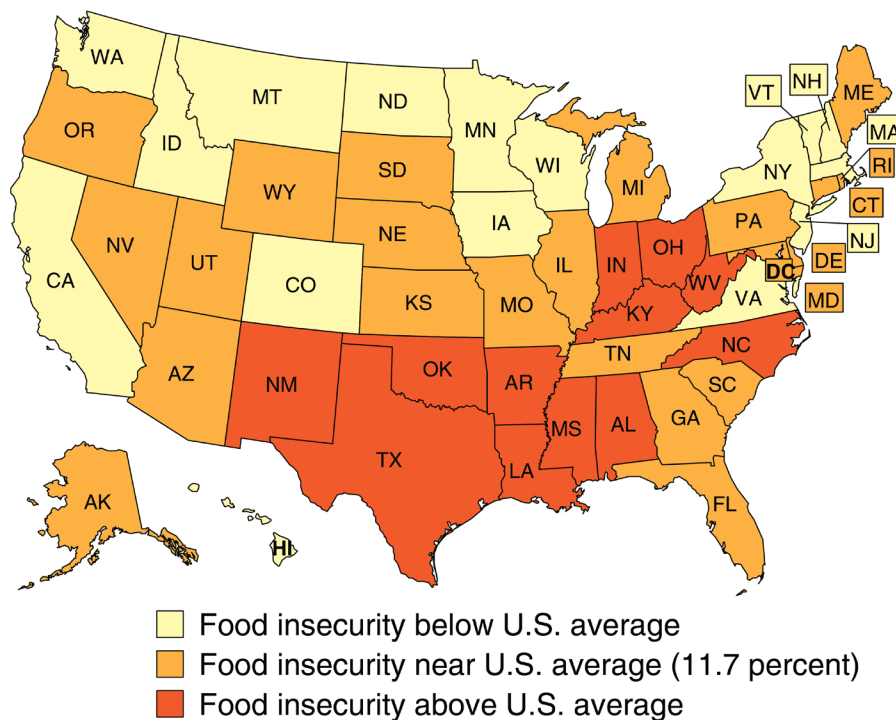 WA
MT
ND
MN
VT
NH
ME
OR
ID
WY
SD
WI
NY
MA
RI
CT
NJ
NV
UT
CO
NE
IA
MI
PA
DE
DC
MD
CA
KS
MO
IL
IN
OH
WV
VA
KY
AZ
NM
OK
AR
TN
NC
SC
TX
LA
MS
AL
GA
FL
AK
HI
Food insecurity below U.S. average
Food insecurity near U.S. average (11.7 percent)
Food insecurity above U.S. average